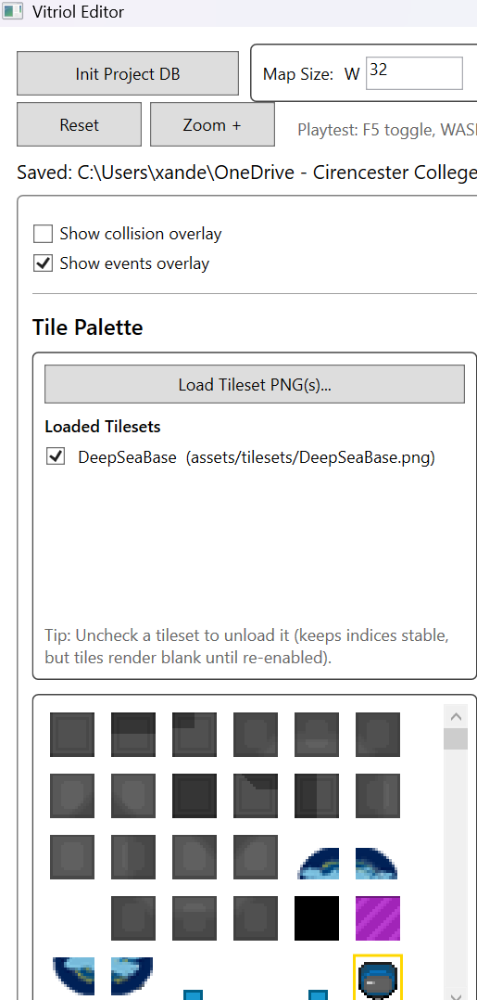 Vitriol Editor
Init Project DB
Map Size: W 32
Reset Zoom +
Playtest: F5 toggle, WAS
Saved: C:\Users\xande\OneDrive - Cirencester College
Show collision overlay
Show events overlay
Tile Palette
Load Tileset PNG(s)...
Loaded Tilesets
DeepSeaBase (assets/tilesets/DeepSeaBase.png)
Tip: Uncheck a tileset to unload it (keeps indices stable,
but tiles render blank until re-enabled).